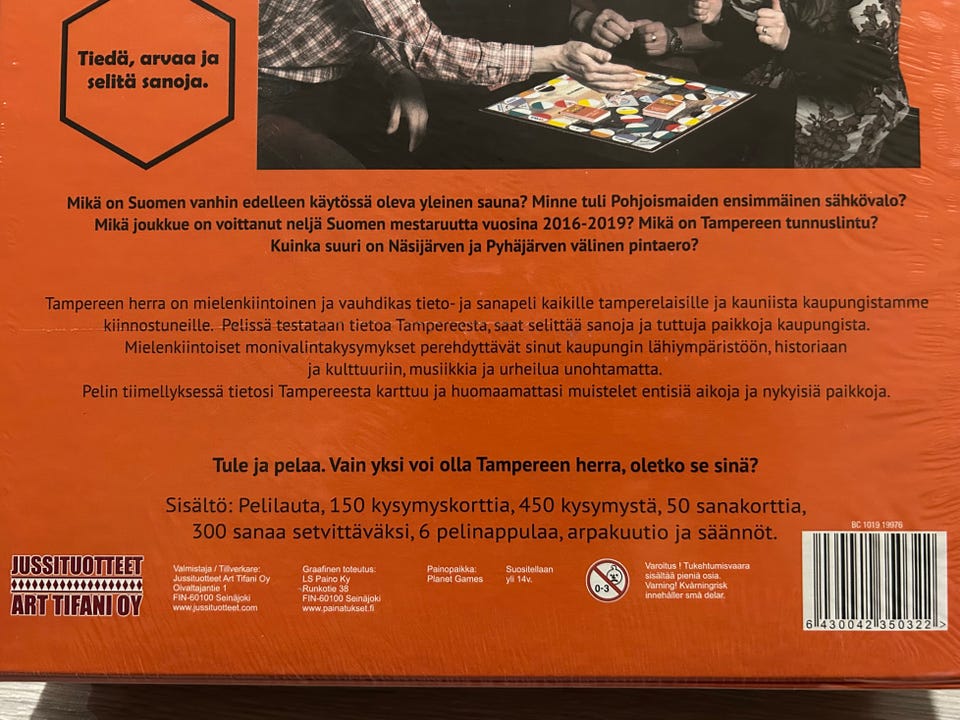 Tiedä, arvaa ja
selitä sanoja.
Mikä on Suomen vanhin edelleen käytössä oleva yleinen sauna? Minne tuli Pohjoismaiden ensimmäinen sähkövalo?
Mikä joukkue on voittanut neljä Suomen mestaruutta vuosina 2016-2019? Mikä on Tampereen tunnuslintu?
Kuinka suuri on Näsijärven ja Pyhäjärven välinen pintaero?
Tampereen herra on mielenkiintoinen ja vauhdikas tieto- ja sanapeli kaikille tamperelaisille ja kauniista kaupungistamme
kiinnostuneille. Pelissä testataan tietoa Tampereesta, saat selittää sanoja ja tuttuja paikkoja kaupungista.
Mielenkiintoiset monivalintakysymykset perehdyttävät sinut kaupungin lähiympäristöön, historiaan
ja kulttuuriin, musiikkia ja urheilua unohtamatta.
Pelin tiimellyksessä tietosi Tampereesta karttuu ja huomaamattasi muistelet entisiä aikoja ja nykyisiä paikkoja.
Tule ja pelaa. Vain yksi voi olla Tampereen herra, oletko se sinä?
Sisältö: Pelilauta, 150 kysymyskorttia, 450 kysymystä, 50 sanakorttia,
300 sanaa setvittäväksi, 6 pelinappulaa, arpakuutio ja säännöt.
JUSSITUOTTEET
ART TIFANI OY
Valmistaja / Tillverkare:
Jussituotteet Art Tifani Oy
Oivaltajantie 1
FIN-60100 Seinäjoki
www.jussituotteet.com
Graafinen toteutus:
LS Paino Ky
Runkotie 38
FIN-60100 Seinäjoki
www.painatukset.fi
Painopaikka:
Planet Games
Suositellaan
yli 14v.
0-3
Varoitus ! Tukehtumisvaara
sisältää pieniä osia.
Varning! Kvärningrisk
innehåller små delar.
BC 1019 19976
6 430042 350322 >